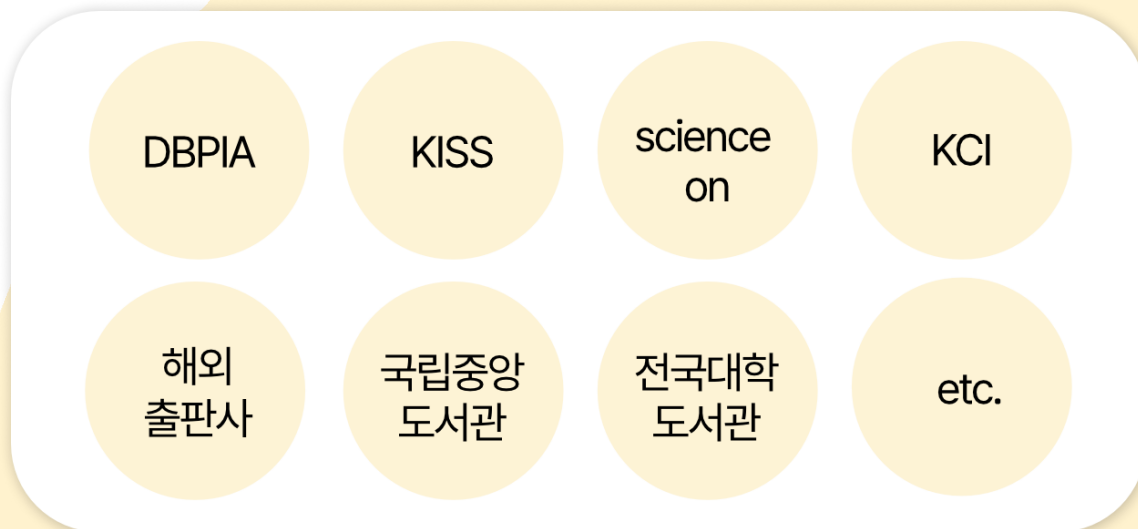 DBPIA
KISS
science
on
KCI
해외
출판사
국립중앙
도서관
전국대학
도서관
etc.